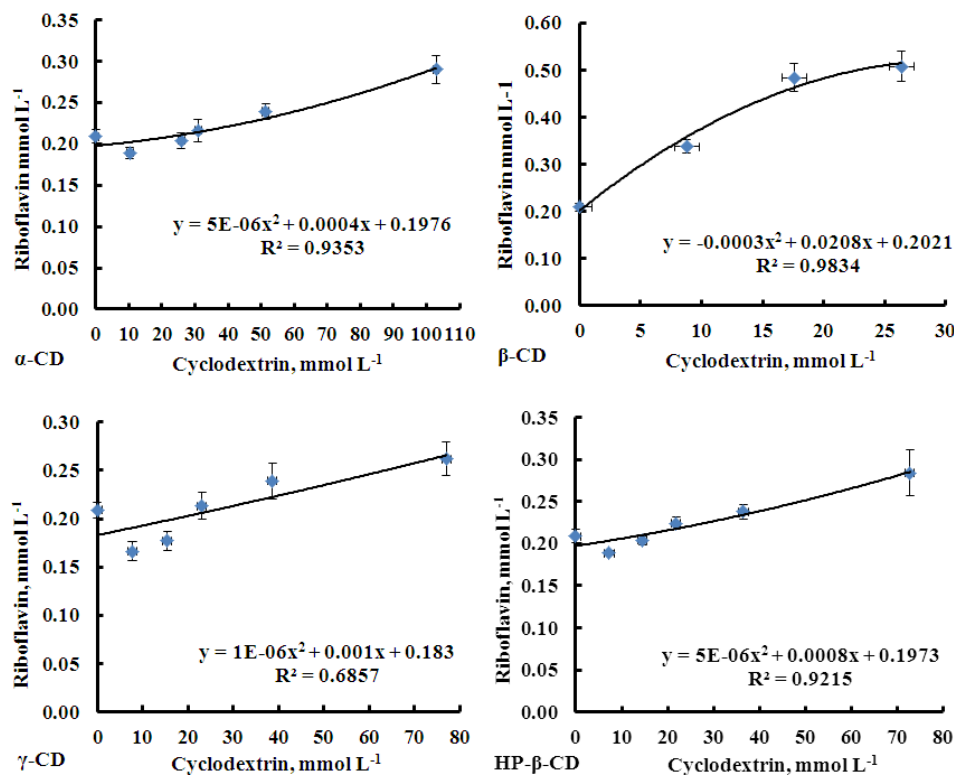 0.35
0.30
0.25
0.20
0.15
0.10
0.05
0.00
Riboflavin mmol L⁻¹
y = 5E-06x² + 0.0004x + 0.1976
R² = 0.9353
0 10 20 30 40 50 60 70 80 90 100110
α-CD
Cyclodextrin, mmol L⁻¹
0.60
0.50
0.40
0.30
0.20
0.10
0.00
Riboflavin mmol L-1
y = -0.0003x² + 0.0208x + 0.2021
R² = 0.9834
0 5 10 15 20 25 30
β-CD
Cyclodextrin, mmol L⁻¹
0.30
0.25
0.20
0.15
0.10
0.05
0.00
Riboflavin, mmol L⁻¹
y = 1E-06x² + 0.001x + 0.183
R² = 0.6857
0 10 20 30 40 50 60 70 80
γ-CD
Cyclodextrin, mmol L⁻¹
0.35
0.30
0.25
0.20
0.15
0.10
0.05
0.00
Riboflavin, mmol L⁻¹
y = 5E-06x² + 0.0008x + 0.1973
R² = 0.9215
0 10 20 30 40 50 60 70 80
HP-β-CD
Cyclodextrin, mmol L⁻¹